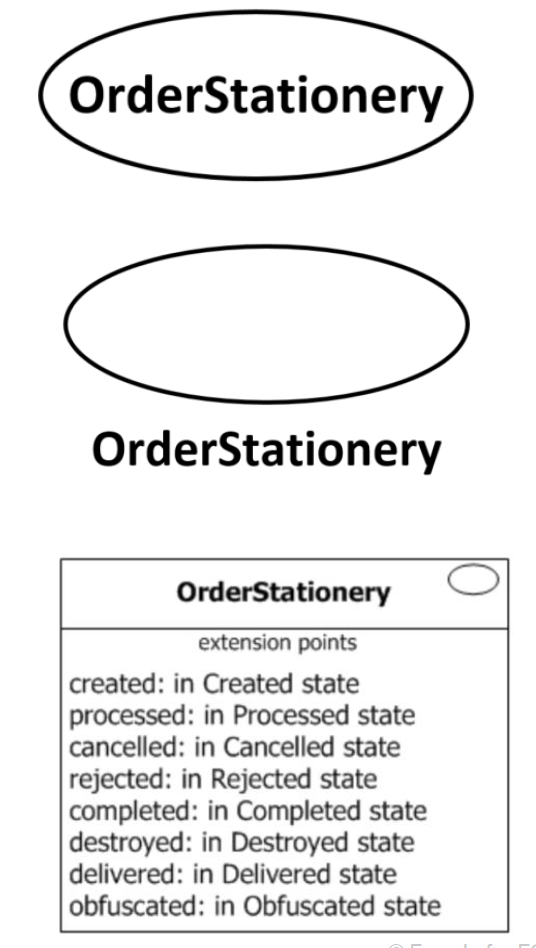 OrderStationery
OrderStationery
OrderStationery
extension points
created: in Created state
processed: in Processed state
cancelled: in Cancelled state
rejected: in Rejected state
completed: in Completed state
destroyed: in Destroyed state
delivered: in Delivered state
obfuscated: in Obfuscated state